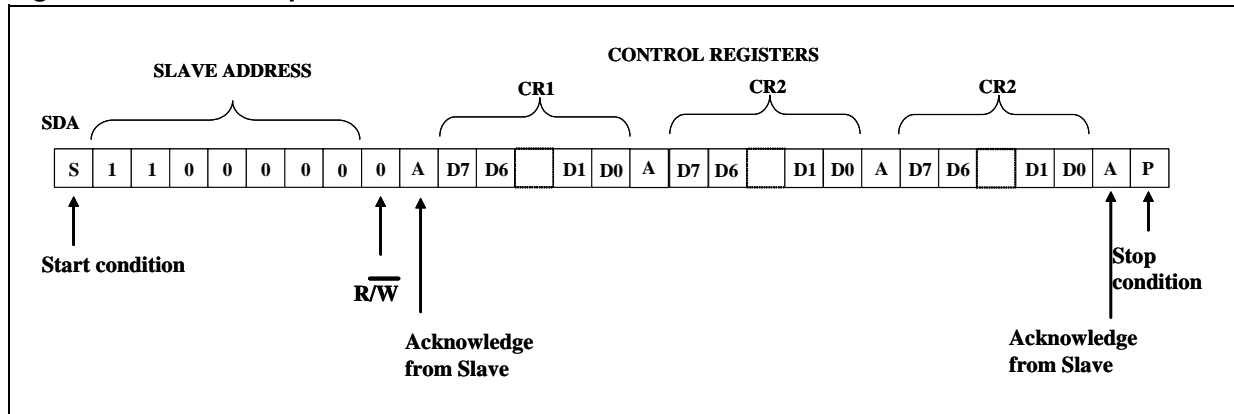 CONTROL REGISTERS
SLAVE ADDRESS
CR1 CR2 CR2
SDA
S 1 1 0 0 0 0 0 0 A D7 D6 D1 D0 A D7 D6 D1 D0 A D7 D6 D1 D0 A P
Start condition
R/W
Acknowledge
from Slave
Stop
condition
Acknowledge
from Slave